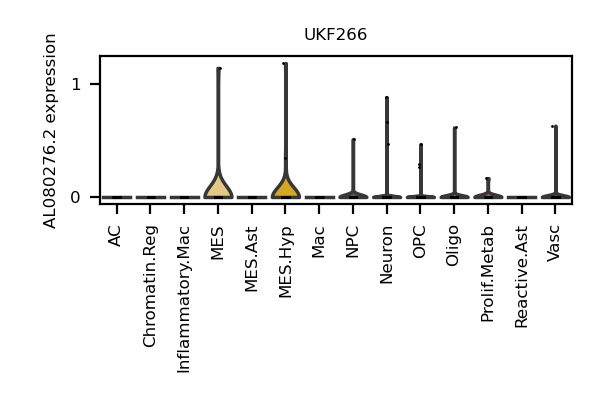 UKF266
AL080276.2 expression
1
0
AC
Chromatin.Reg
Inflammatory.Mac
MES
MES.Ast
MES.Hyp
Mac
NPC
Neuron
OPC
Oligo
Prolif.Metab
Reactive.Ast
Vasc